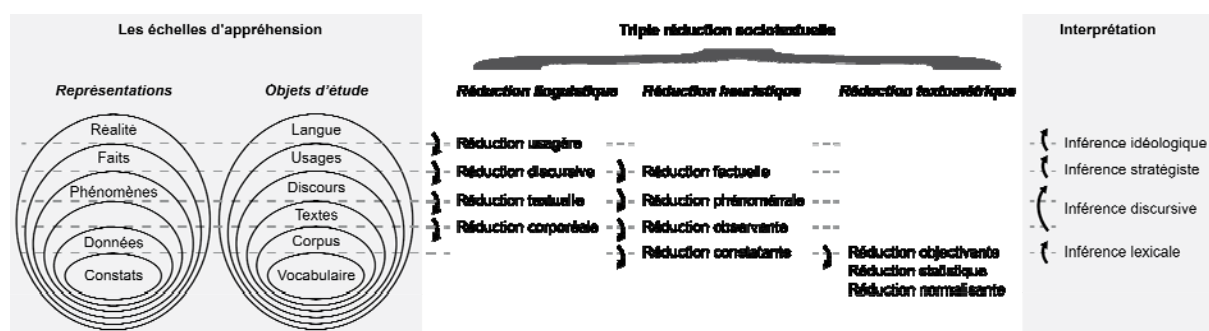 Les échelles d'appréhension
Triple réduction sociotextuelle
Interprétation
Représentations
Objets d'étude
Réduction linguistique
Réduction heuristique
Réduction textométrique
Réalité
Langue
Réduction usagère
Inférence idéologique
Faits
Usages
Réduction discursive
Réduction factuelle
Inférence stratégiste
Phénomènes
Discours
Réduction textuelle
Réduction phénoménale
Inférence discursive
Textes
Réduction corporéale
Réduction observante
Données
Corpus
Réduction constatante
Réduction objectivante
Inférence lexicale
Constats
Vocabulaire
Réduction statistique
Réduction normalisante